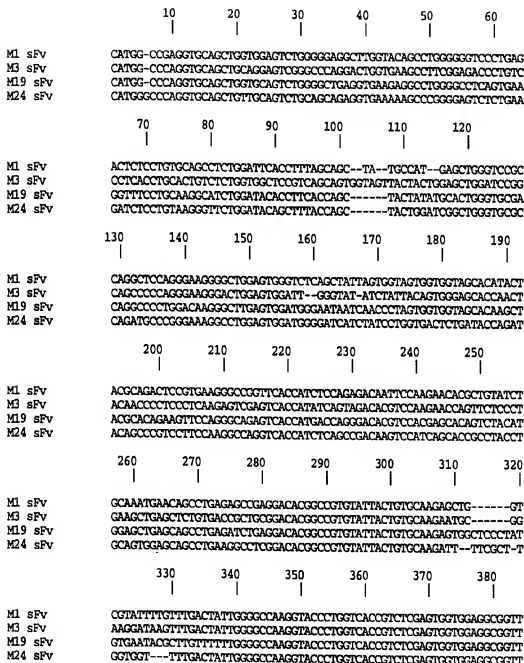 10 20 30 40 50 60
M1 sFv CATGG-CCGAGGTGCAGCTGGTGGAGTCTGGGGGAGGCTTGGTACAGCCTGGGGGGTCCCTGAG
M3 sFv CATGG-CCCAGGTGCAGCTGCAGGAGTCGGGCCCAGGACTGGTGAAGCCTTCGGAGACCCTGTC
M19 sFv CATGG-CCCAGGTGCAGCTGGTGCAGTCTGGGGCTGAGGTGAAGAGGCCTGGGGCCTCAGTGAA
M24 sFv CATGGGCCCAGGTGCAGCTGTTGCAGTCTGCAGCAGAGGTGAAAAAGCCCGGGGAGTCTCTGAA
70 80 90 100 110 120
M1 sFv ACTCTCCTGTGCAGCCTCTGGATTCACCTTTAGCAGC--TA--TGCCAT--GAGCTGGGTCCGC
M3 sFv CCTCACCTGCACTGTCTCTGGTGGCTCCGTCAGCAGTGGTAGTTACTACTGGAGCTGGATCCGG
M19 sFv GGTTTCCTGCAAGGCATCTGGATACACCTTCACCAGC------TACTATATGCACTGGGTGCGA
M24 sFv GATCTCCTGTAAGGGTTCTGGATACAGCTTTACCAGC------TACTGGATCGGCTGGGTGCGC
130 140 150 160 170 180 190
M1 sFv CAGGCTCCAGGGAAGGGGCTGGAGTGGGTCTCAGCTATTAGTGGTAGTGGTGGTAGCACATACT
M3 sFv CAGCCCCCAGGGAAGGGACTGGAGTGGATT--GGGTAT-ATCTATTACAGTGGGAGCACCAACT
M19 sFv CAGGCCCCTGGACAAGGGCTTGAGTGGATGGGAATAATCAACCCTAGTGGTGGTAGCACAAGCT
M24 sFv CAGATGCCCGGGAAAGGCCTGGAGTGGATGGGGATCATCTATCCTGGTGACTCTGATACCAGAT
200 210 220 230 240 250
M1 sFv ACGCAGACTCCGTGAAGGGCCGGTTCACCATCTCCAGAGACAATTCCAAGAACACGCTGTATCT
M3 sFv ACAACCCCTCCCTCAAGAGTCGAGTCACCATATCAGTAGACACGTCCAAGAACCAGTTCTCCCT
M19 sFv ACGCACAGAAGTTCCAGGGCAGAGTCACCATGACCAGGGACACGTCCACGAGCACAGTCTACAT
M24 sFv ACAGCCCGTCCTTCCAAGGCCAGGTCACCATCTCAGCCGACAAGTCCATCAGCACCGCCTACCT
260 270 280 290 300 310 320
M1 sFv GCAAATGAACAGCCTGAGAGCCGAGGACACGGCCGTGTATTACTGTGCAAGAGCTG------GT
M3 sFv GAAGCTGAGCTCTGTGACCGCTGCGGACACGGCCGTGTATTACTGTGCAAGAATGC------GG
M19 sFv GGAGCTGAGCAGCCTGAGATCTGAGGACACGGCCGTGTATTACTGTGCAAGAGTGGCTCCCTAT
M24 sFv GCAGTGGAGCAGCCTGAAGGCCTCGGACACGGCCGTGTATTACTGTGCAAGATT--TTCGCT-T
330 340 350 360 370 380
M1 sFv CGTATTTTGTTTGACTATTGGGGCCAAGGTACCCTGGTCACCGTCTCGAGTGGTGGAGGCGGTT
M3 sFv AAGGATAAGTTTGACTATTGGGGCCAAGGTACCCTGGTCACCGTCTCGAGTGGTGGAGGCGGTT
M19 sFv GTGAATACGCTTGTTTTTTGGGGCCAAGGTACCCTGGTCACCGTCTCGAGTGGTGGAGGCGGTT
M24 sFv GGTGGT---TTTGACTATTGGGGCCAAGGTACCCTGGTCACCGTCTCGAGTGGTGGAGGCGGTT